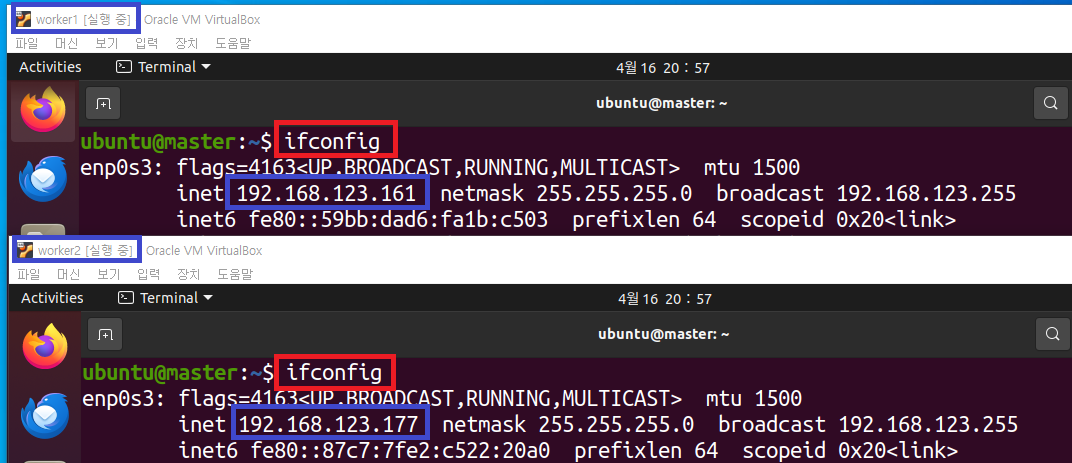 worker1 [실행 중] Oracle VM VirtualBox
파일 머신 보기 입력 장치 도움말
Activities Terminal 4월 16 20 : 57
ubuntu@master: ~
ubuntu@master:~$ ifconfig
enp0s3: flags=4163<UP,BROADCAST,RUNNING,MULTICAST> mtu 1500
inet 192.168.123.161 netmask 255.255.255.0 broadcast 192.168.123.255
inet6 fe80::59bb:dad6:fa1b:c503 prefixlen 64 scopeid 0x20<link>
worker2 [실행 중] Oracle VM VirtualBox
파일 머신 보기 입력 장치 도움말
Activities Terminal 4월 16 20 : 57
ubuntu@master: ~
ubuntu@master:~$ ifconfig
enp0s3: flags=4163<UP,BROADCAST,RUNNING,MULTICAST> mtu 1500
inet 192.168.123.177 netmask 255.255.255.0 broadcast 192.168.123.255
inet6 fe80::87c7:7fe2:c522:20a0 prefixlen 64 scopeid 0x20<link>